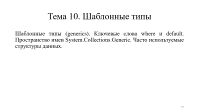 Тема 10. Шаблонные типы
Шаблонные типы (generics). Ключевые слова where и default.
Пространство имен System.Collections.Generic. Часто используемые
структуры данных.